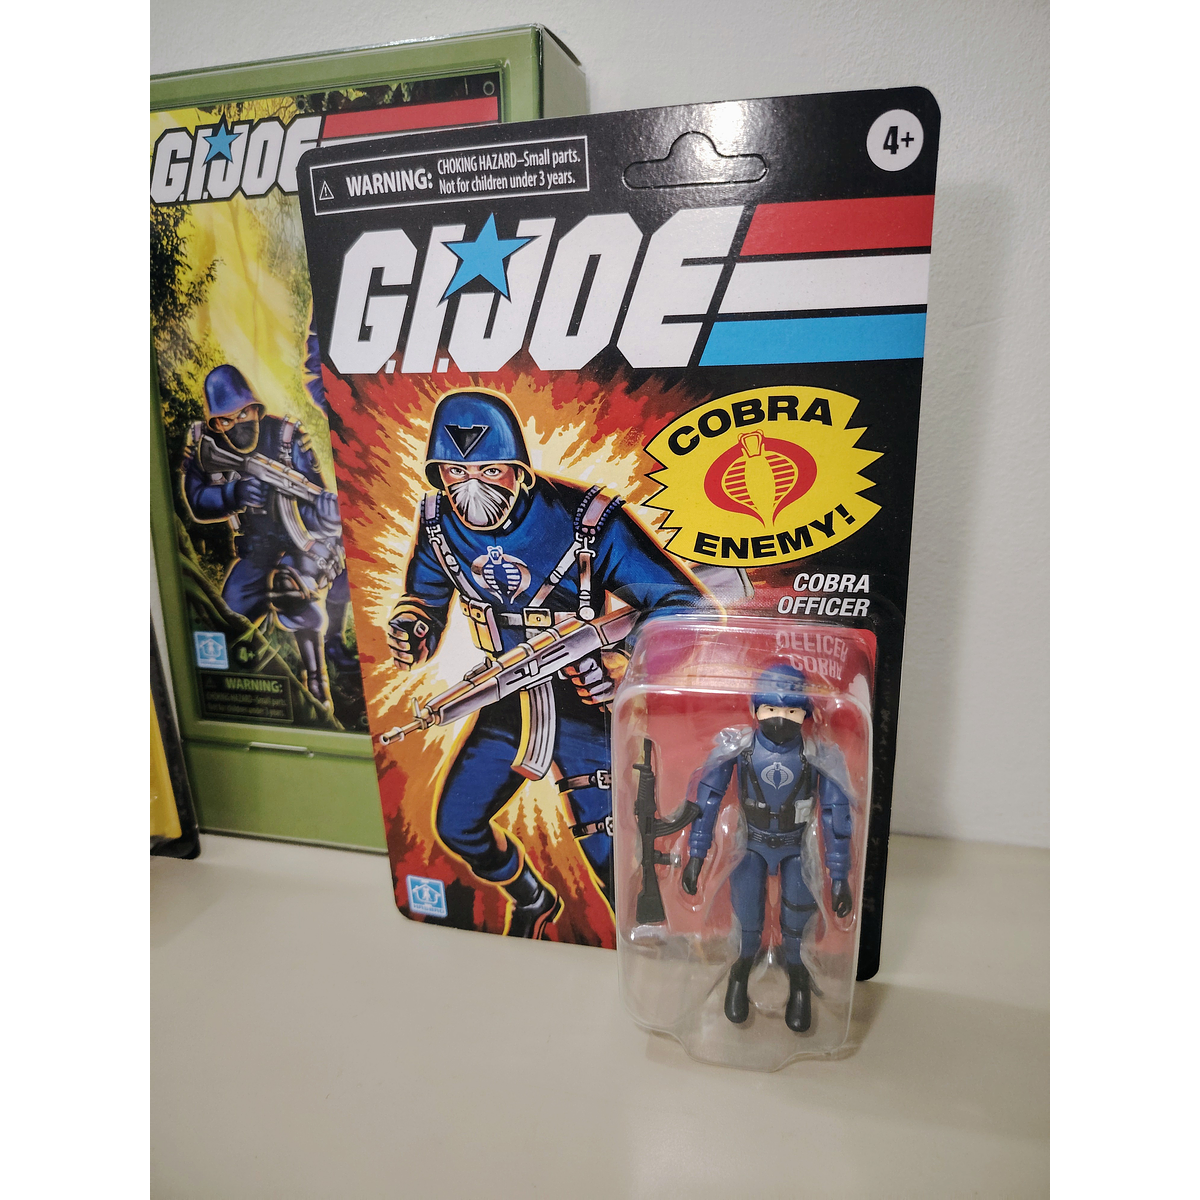 G.I.JOE
4+
WARNING:
⚠ WARNING: CHOKING HAZARD–Small parts.
Not for children under 3 years.
4+
G.I.JOE
COBRA
ENEMY!
COBRA
OFFICER